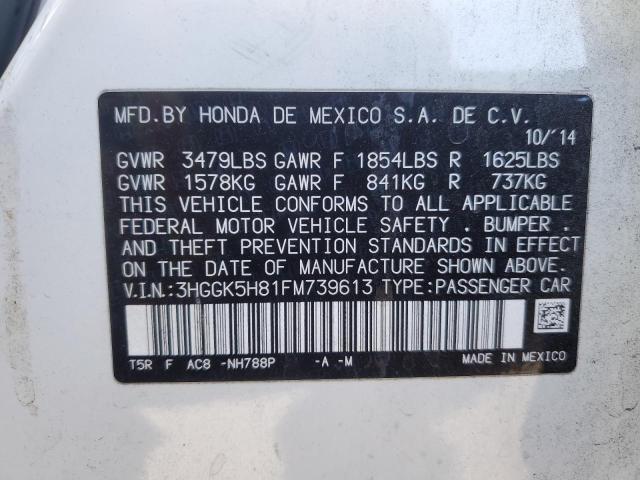 MFD.BY HONDA DE MEXICO S.A. DE C.V.
10/'14
GVWR 3479LBS GAWR F 1854LBS R 1625LBS
GVWR 1578KG GAWR F 841KG R 737KG
THIS VEHICLE CONFORMS TO ALL APPLICABLE
FEDERAL MOTOR VEHICLE SAFETY . BUMPER .
AND THEFT PREVENTION STANDARDS IN EFFECT
ON THE DATE OF MANUFACTURE SHOWN ABOVE.
V.I.N.:3HGGK5H81FM739613 TYPE:PASSENGER CAR
T5R F AC8 -NH788P -A -M MADE IN MEXICO